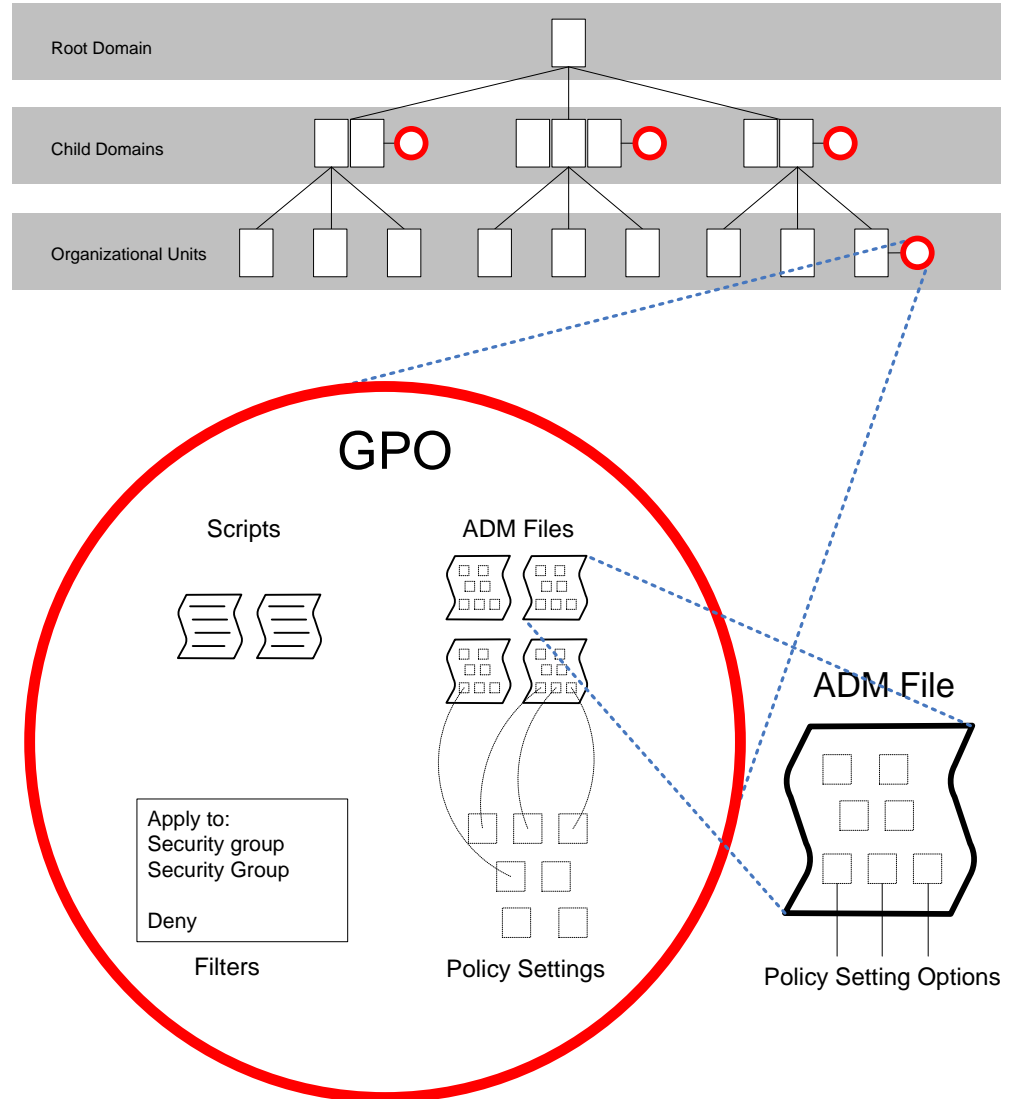 Root Domain
Child Domains
Organizational Units
GPO
Scripts
ADM Files
ADM File
Apply to:
Security group
Security Group
Deny
Filters
Policy Settings
Policy Setting Options